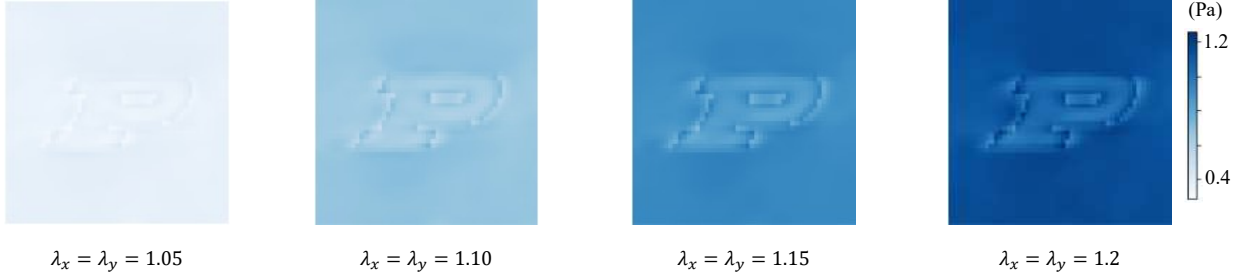 (Pa)
1.2
0.4
P P P P
λx = λy = 1.05
λx = λy = 1.10
λx = λy = 1.15
λx = λy = 1.2